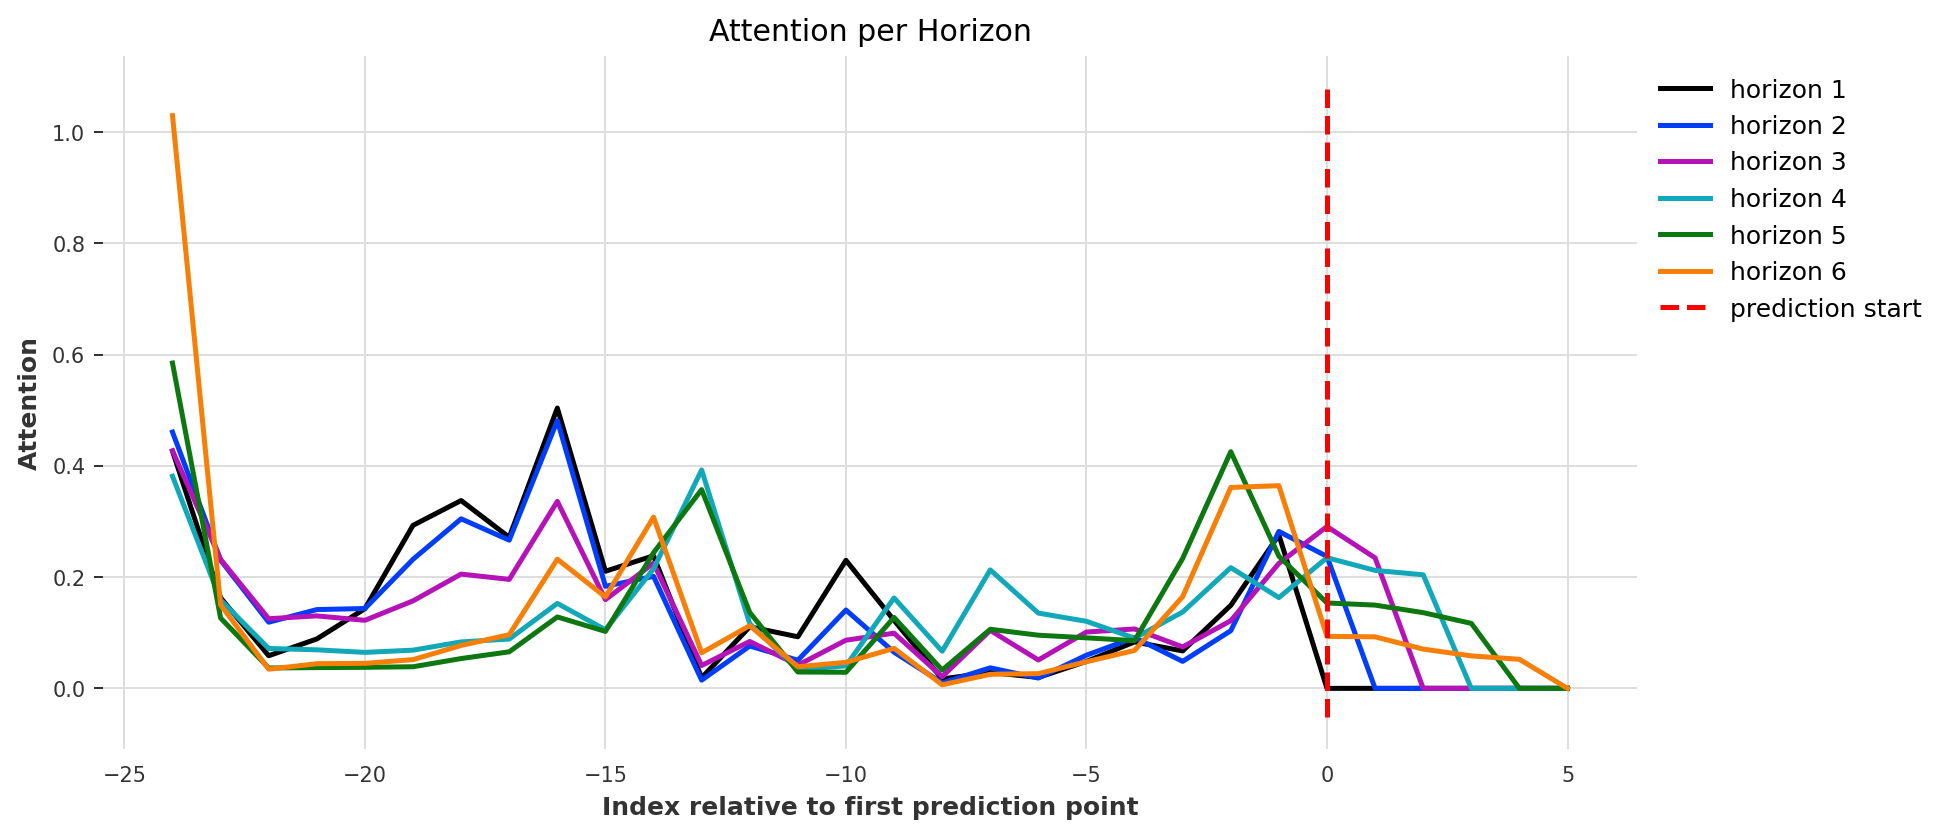 Attention per Horizon
Attention
1.0
0.8
0.6
0.4
0.2
0.0
−25
−20
−15
−10
−5
0
5
Index relative to first prediction point
horizon 1
horizon 2
horizon 3
horizon 4
horizon 5
horizon 6
prediction start